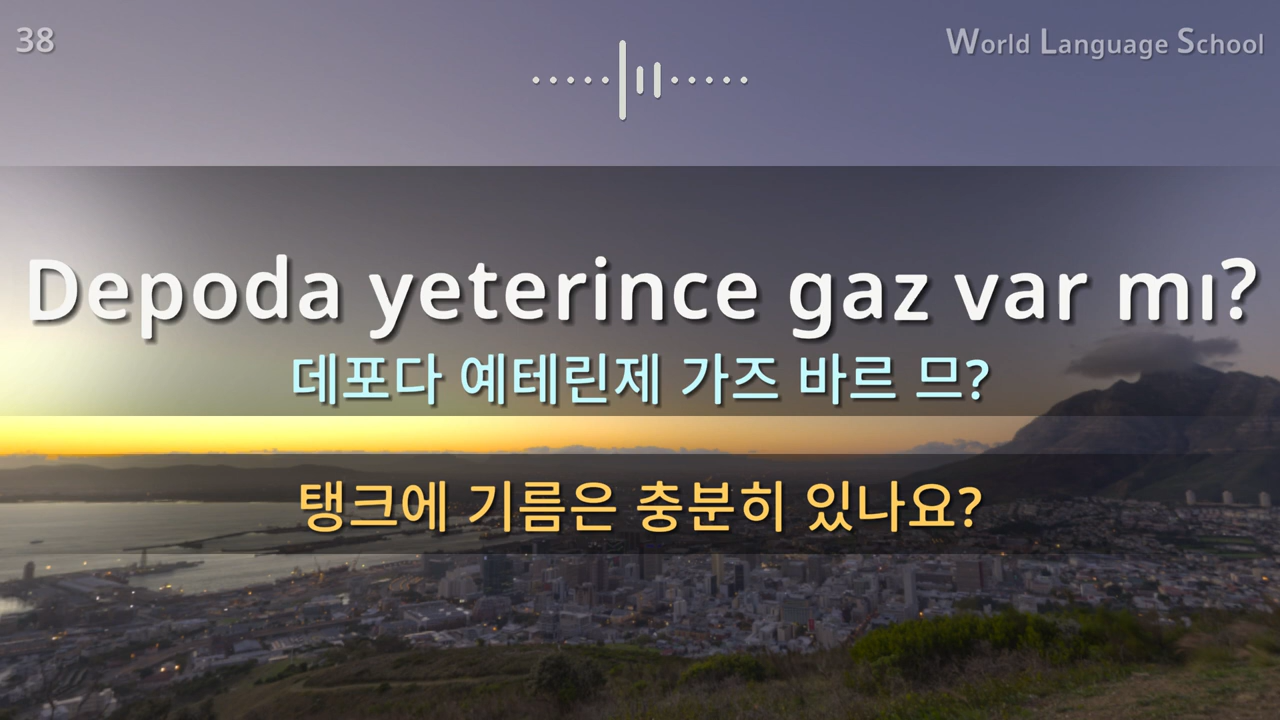 38
World Language School
Depoda yeterince gaz var mı?
데포다 예테린제 가즈 바르 므?
탱크에 기름은 충분히 있나요?